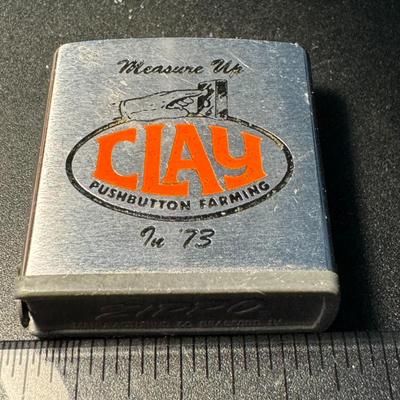 Measure Up
CLAY
PUSHBUTTON FARMING
In '73
ZIPPO